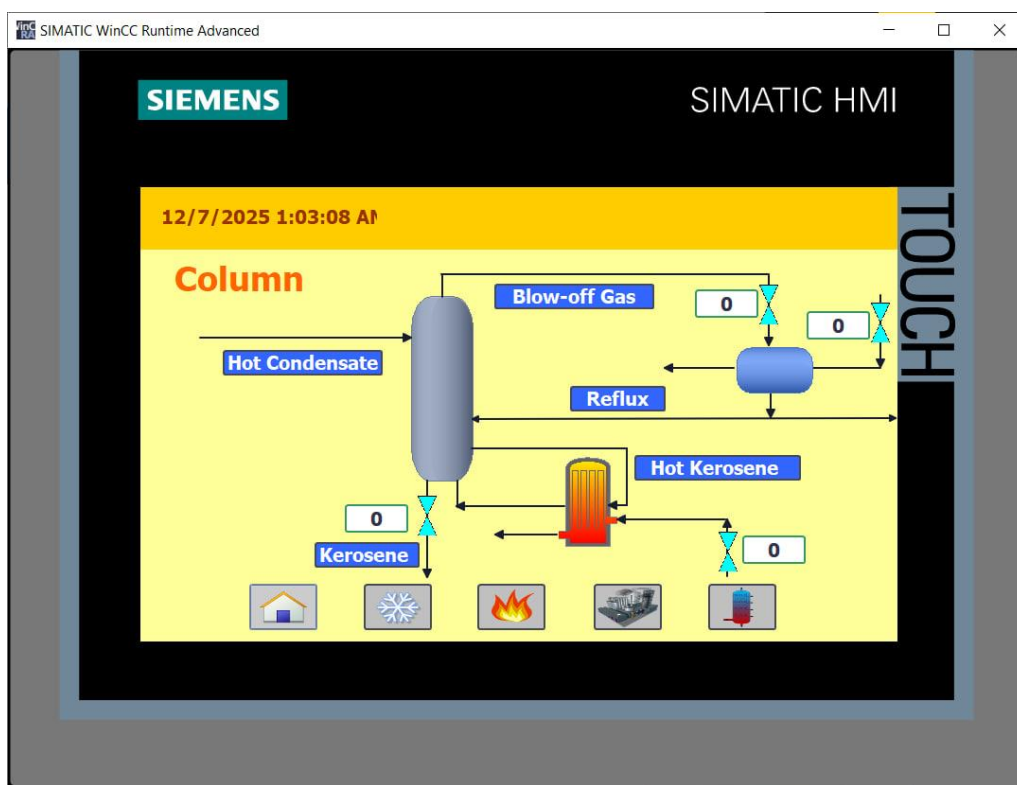 SIMATIC WinCC Runtime Advanced
SIEMENS
SIMATIC HMI
TOUCH
12/7/2025 1:03:08 AM
Column
Blow-off Gas
0
0
Hot Condensate
Reflux
Hot Kerosene
0
Kerosene
0